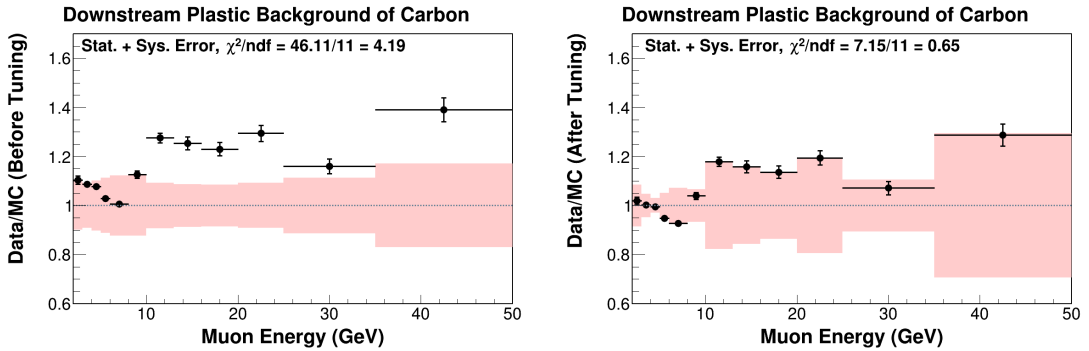 Downstream Plastic Background of Carbon
Stat. + Sys. Error, χ²/ndf = 46.11/11 = 4.19
Data/MC (Before Tuning)
1.6
1.4
1.2
1
0.8
0.6
10
20
30
40
50
Muon Energy (GeV)
Downstream Plastic Background of Carbon
Stat. + Sys. Error, χ²/ndf = 7.15/11 = 0.65
Data/MC (After Tuning)
1.6
1.4
1.2
1
0.8
0.6
10
20
30
40
50
Muon Energy (GeV)